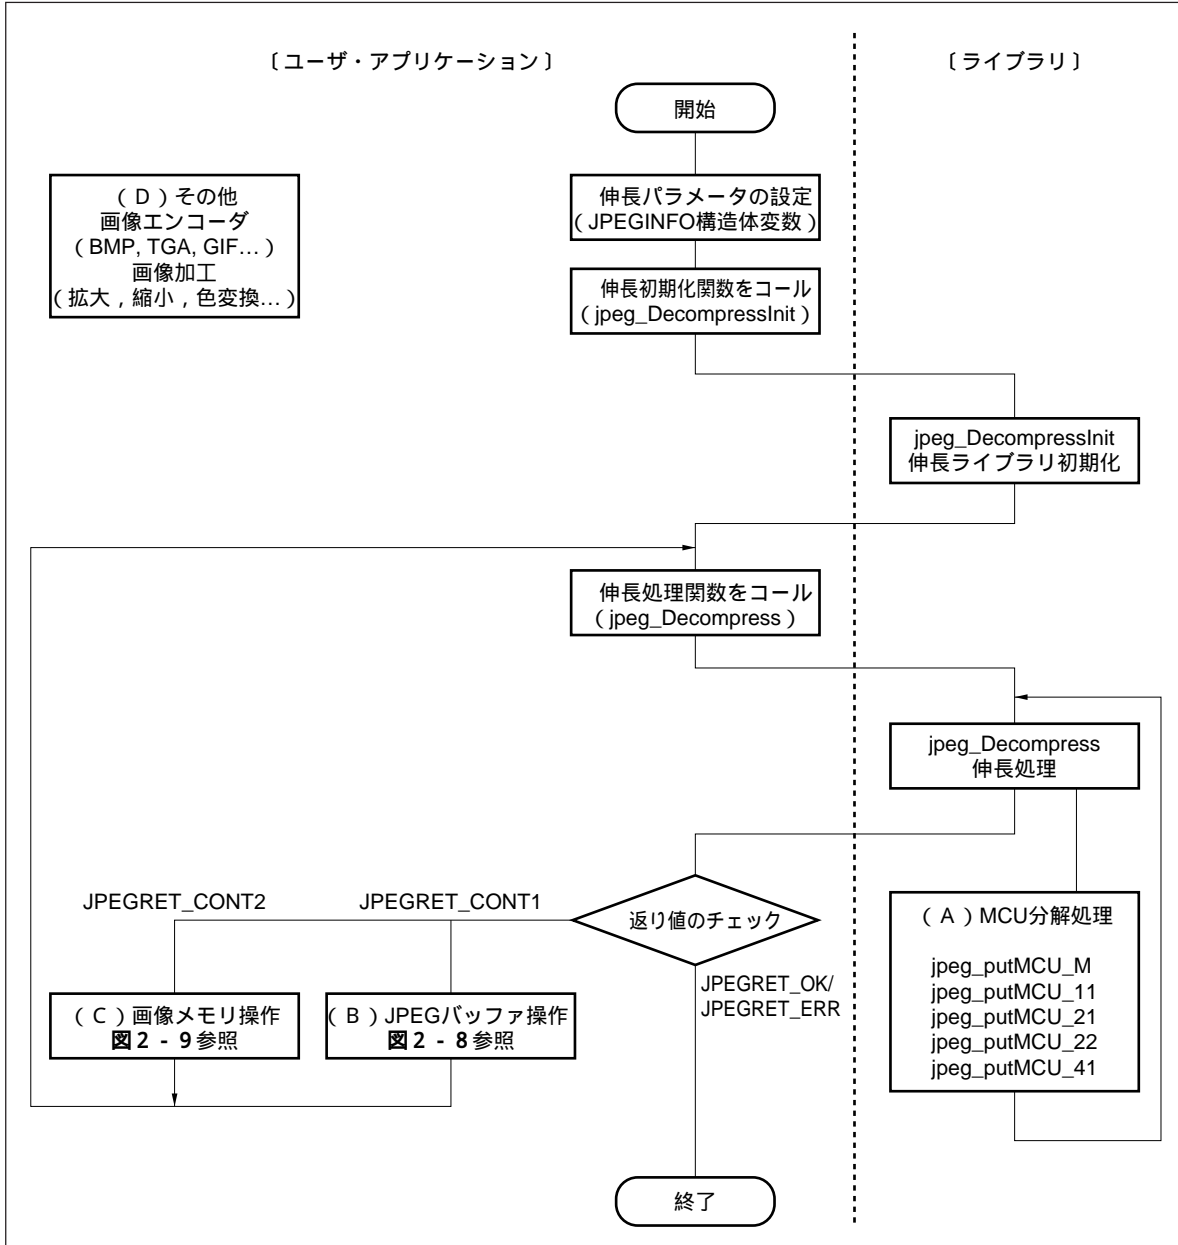 〔ユーザ・アプリケーション〕
〔ライブラリ〕
開始
(D)その他
画像エンコーダ
(BMP, TGA, GIF…)
画像加工
(拡大,縮小,色変換…)
伸長パラメータの設定
(JPEGINFO構造体変数)
伸長初期化関数をコール
(jpeg_DecompressInit)
jpeg_DecompressInit
伸長ライブラリ初期化
伸長処理関数をコール
(jpeg_Decompress)
jpeg_Decompress
伸長処理
JPEGRET_CONT2
JPEGRET_CONT1
返り値のチェック
JPEGRET_OK/
JPEGRET_ERR
(C)画像メモリ操作
図2-9参照
(B)JPEGバッファ操作
図2-8参照
(A)MCU分解処理
jpeg_putMCU_M
jpeg_putMCU_11
jpeg_putMCU_21
jpeg_putMCU_22
jpeg_putMCU_41
終了